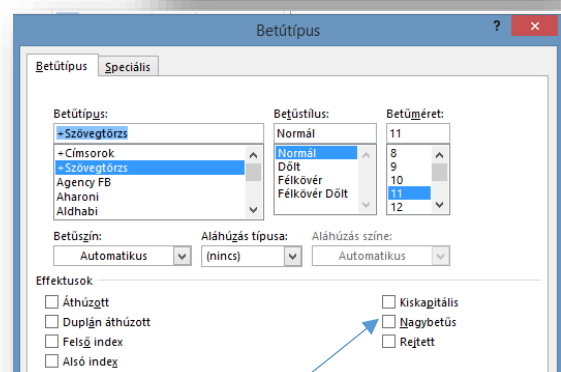 Betűtípus
? ×
Betűtípus Speciális
Betűtípus: Betűstílus: Betűméret:
+Szövegtörzs Normál 11
+Címsorok Normál 8
+Szövegtörzs Dőlt 9
Agency FB Félkövér 10
Aharoni Félkövér Dőlt 11
Aldhabi 12
Betűszín: Aláhúzás típusa: Aláhúzás színe:
Automatikus (nincs) Automatikus
Effektusok
Áthúzott Kiskapitális
Duplán áthúzott Nagybetűs
Felső index Rejtett
Alsó index